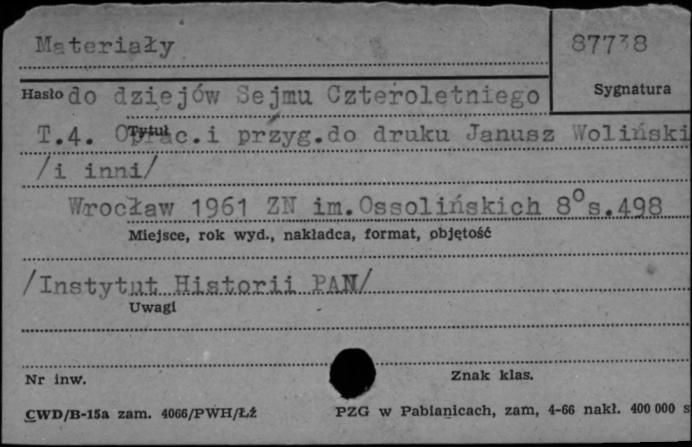 Materiały 87738
Hasło do dziejów Sejmu Czteroletniego Sygnatura
T.4. Oprac.i przyg.do druku Janusz Woliński
Tytuł
/i inni/
Wrocław 1961 ZN im.Ossolińskich 8° s.498
Miejsce, rok wyd., nakładca, format, objętość
/Instytut Historii PAN/
Uwagi
Nr inw. Znak klas.
CWD/B-15a zam. 4066/PWH/Łź PZG w Pabianicach, zam, 4-66 nakł. 400 000 s